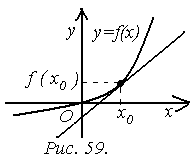 y
y=f(x)
f(x₀)
O
x₀
x
Рис. 59.